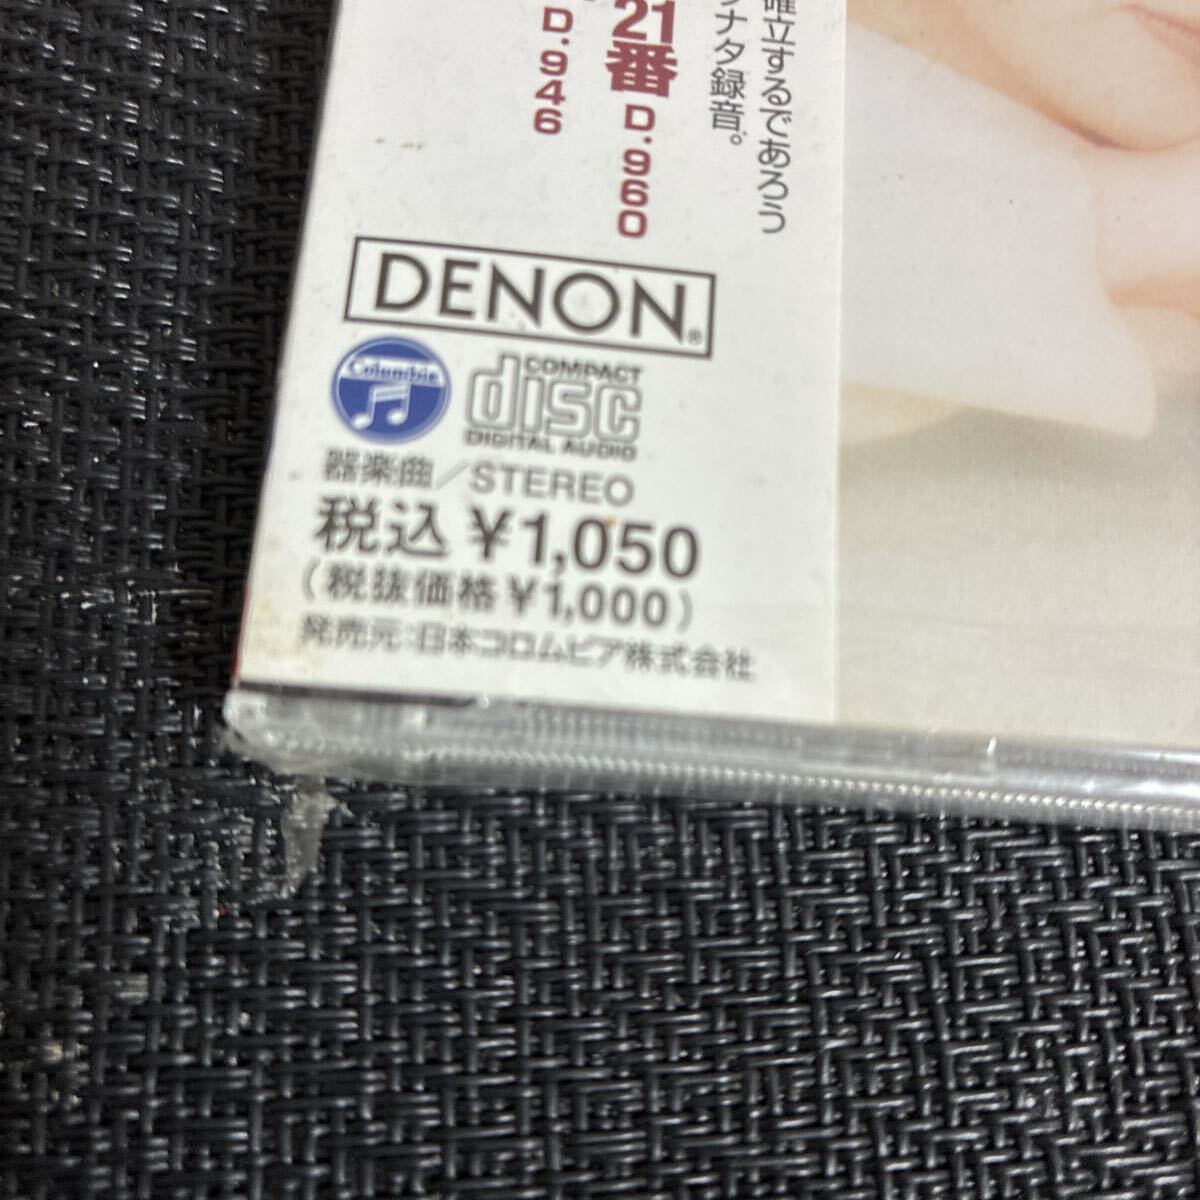 確立するであろう
ナタ録音。
21番 D.960
D.946
DENON®
Columbia
COMPACT
disc
DIGITAL AUDIO
器楽曲／STEREO
税込 ¥1,050
(税抜価格¥1,000)
発売元:日本コロムビア株式会社